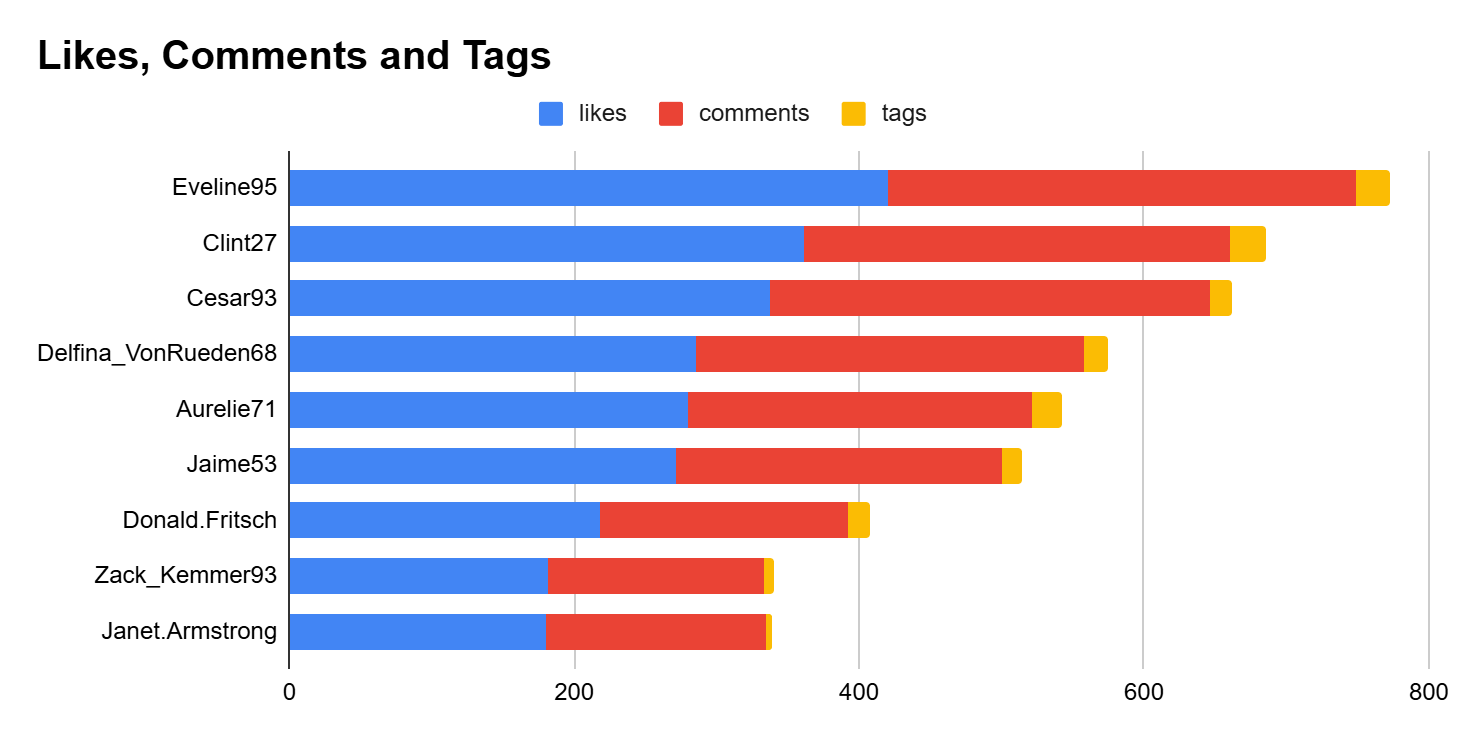 Likes, Comments and Tags
likes comments tags
Eveline95
Clint27
Cesar93
Delfina_VonRueden68
Aurelie71
Jaime53
Donald.Fritsch
Zack_Kemmer93
Janet.Armstrong
0 200 400 600 800